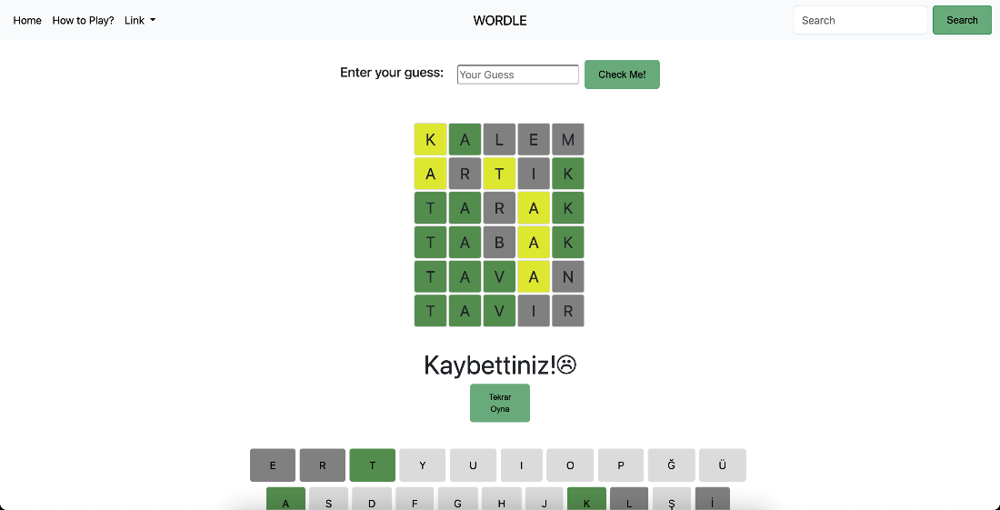 Home How to Play? Link WORDLE Search Search
Enter your guess: Your Guess Check Me!
K A L E M
A R T I K
T A R A K
T A B A K
T A V A N
T A V I R
Kaybettiniz!☹
Tekrar
Oyna
E R T Y U I O P Ğ Ü
A S D F G H J K L Ş İ